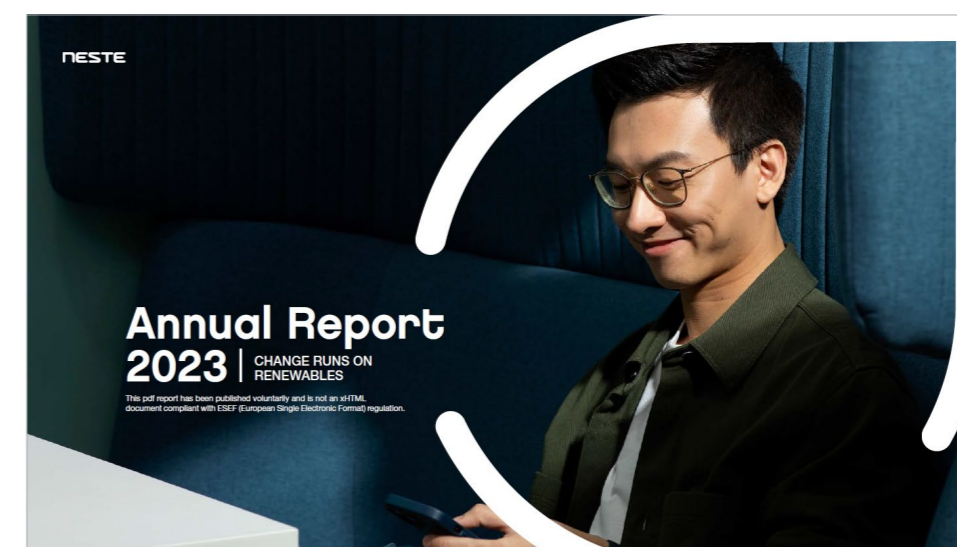 NESTE
Annual Report
2023
CHANGE RUNS ON
RENEWABLES
This pdf report has been published voluntarily and is not an xHTML
document compliant with ESEF (European Single Electronic Format) regulation.